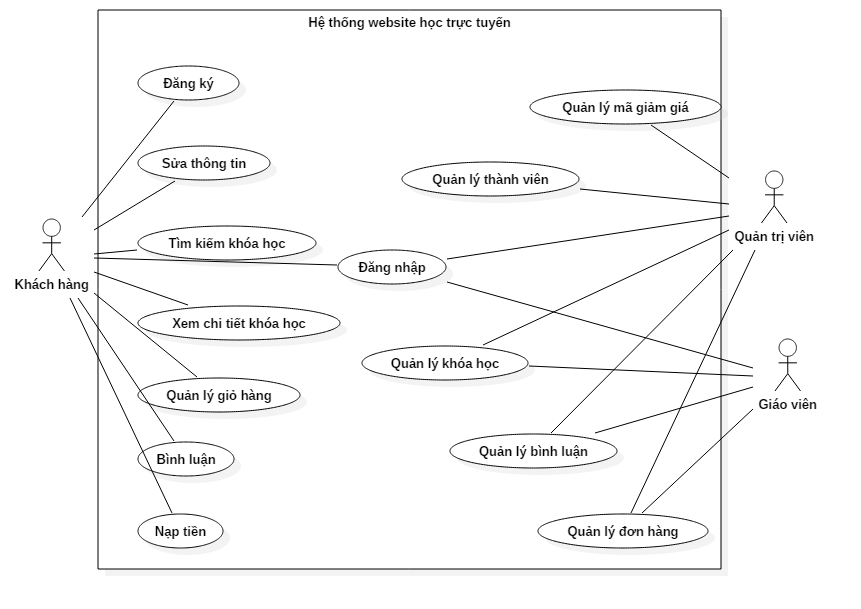 Hệ thống website học trực tuyến
Đăng ký
Quản lý mã giảm giá
Sửa thông tin
Quản lý thành viên
Quản trị viên
Tìm kiếm khóa học
Đăng nhập
Khách hàng
Xem chi tiết khóa học
Quản lý khóa học
Quản lý giỏ hàng
Giáo viên
Quản lý bình luận
Bình luận
Nạp tiền
Quản lý đơn hàng